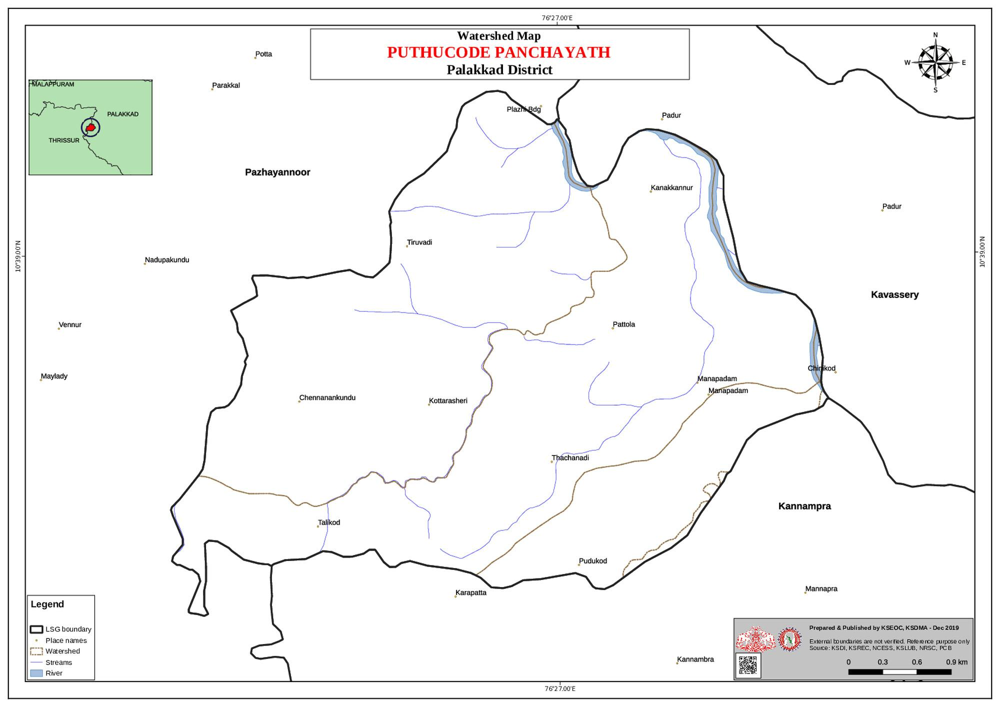 76°27.00'E
Watershed Map
PUTHUCODE PANCHAYATH
Palakkad District
N
W
E
S
Potta
Parakkal
MALAPPURAM
PALAKKAD
THRISSUR
Plazhi Bdg
Padur
Pazhayannoor
Kanakkannur
Padur
Tiruvadi
Nadupakundu
10°39.00'N
10°39.00'N
Kavassery
Vennur
Pattola
Maylady
Chinikod
Manapadam
Manapadam
Chennanankundu
Kottarasheri
Thachanadi
Kannampra
Talikod
Pudukod
Karapatta
Mannapra
Kannambra
Legend
LSG boundary
Place names
Watershed
Streams
River
Prepared & Published by KSEOC, KSDMA - Dec 2019
External boundaries are not verified. Reference purpose only
Source: KSDI, KSREC, NCESS, KSLUB, NRSC, PCB
0 0.3 0.6 0.9 km
76°27.00'E